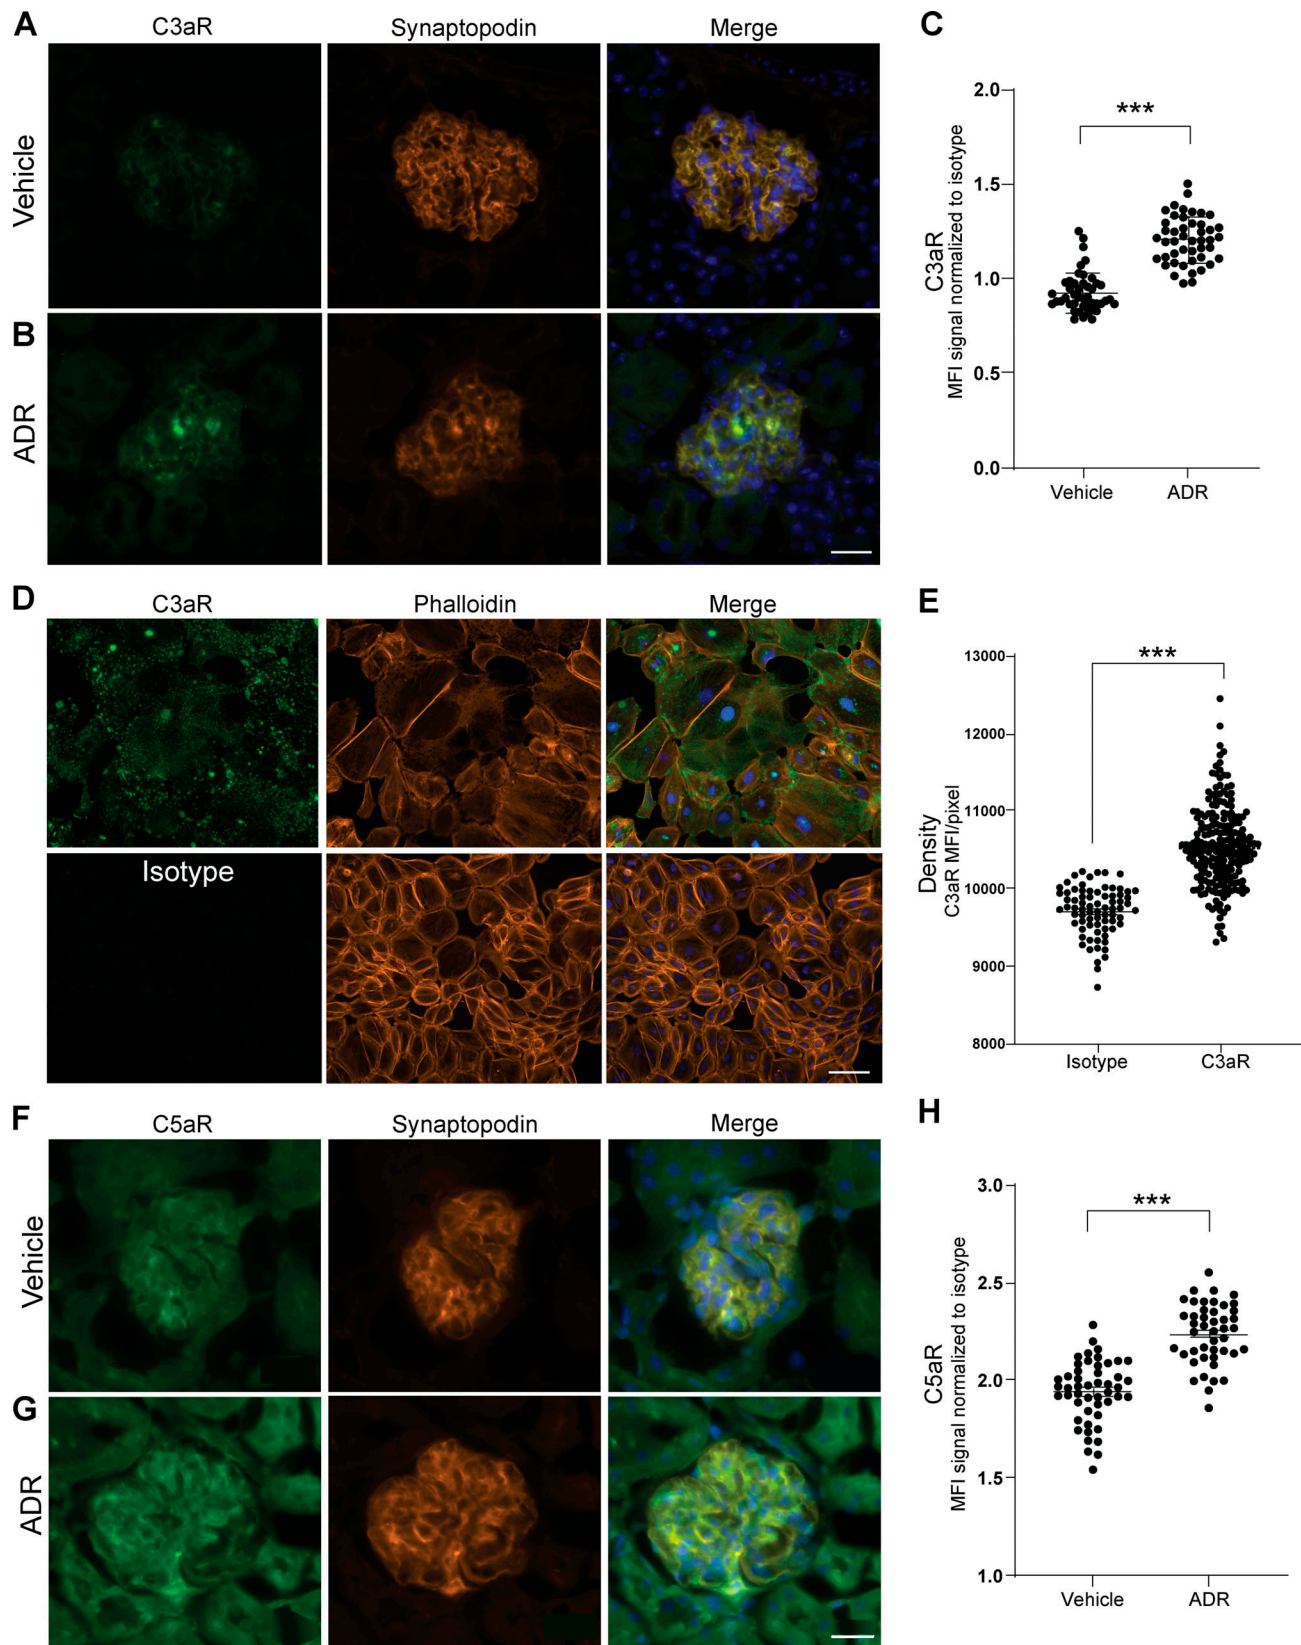 A
C3aR
Synaptopodin
Merge
Vehicle
B
ADR
C
2.0
1.5
1.0
0.5
0.0
C3aR
MFI signal normalized to isotype
***
Vehicle
ADR
D
C3aR
Phalloidin
Merge
Isotype
E
13000
12000
11000
10000
9000
8000
Density
C3aR MFI/pixel
***
Isotype
C3aR
F
C5aR
Synaptopodin
Merge
Vehicle
G
ADR
H
3.0
2.5
2.0
1.5
1.0
C5aR
MFI signal normalized to isotype
***
Vehicle
ADR